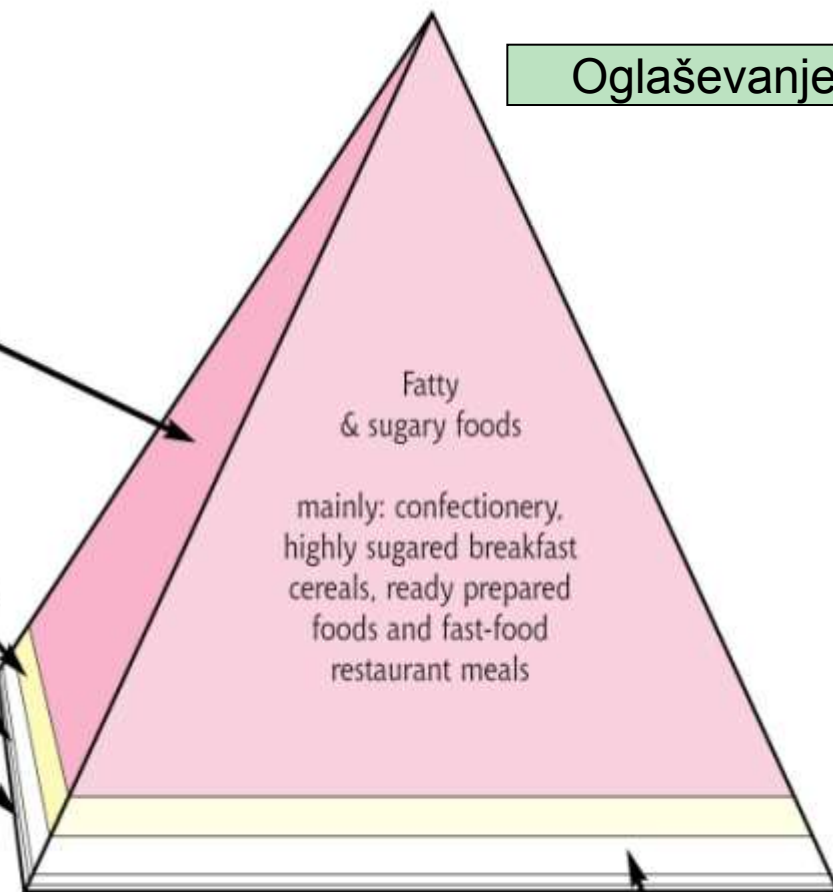 Oglaševanje
Fatty
& sugary foods
mainly: confectionery,
highly sugared breakfast
cereals, ready prepared
foods and fast-food
restaurant meals